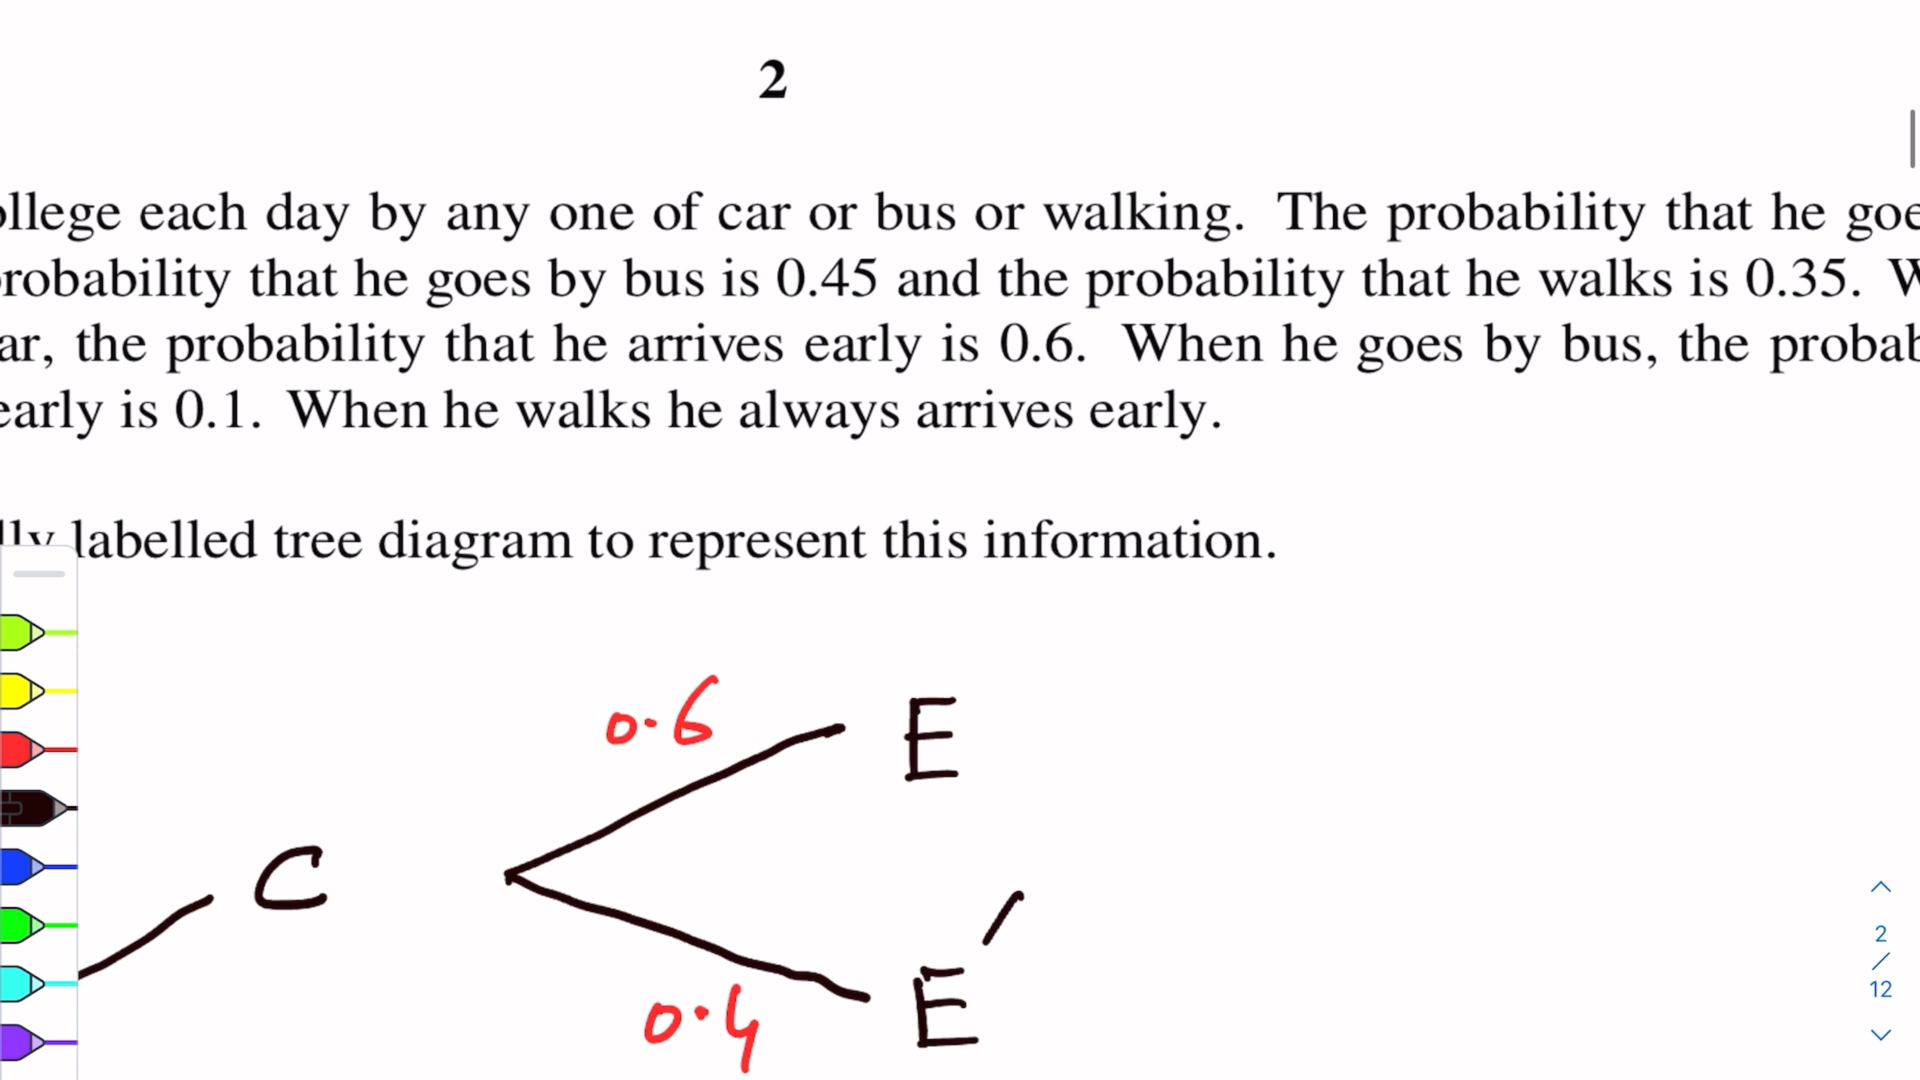 2
ollege each day by any one of car or bus or walking. The probability that he goe
robability that he goes by bus is 0.45 and the probability that he walks is 0.35. W
ar, the probability that he arrives early is 0.6. When he goes by bus, the probab
early is 0.1. When he walks he always arrives early.
lly labelled tree diagram to represent this information.
0.6
E
C
E′
0.4
2
/
12